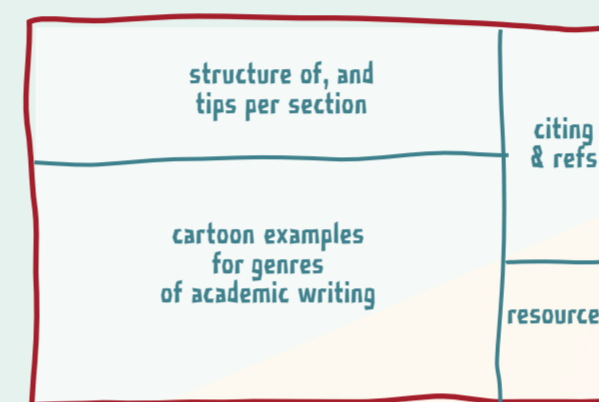 structure of, and
tips per section
citing
& refs
cartoon examples
for genres
of academic writing
resource